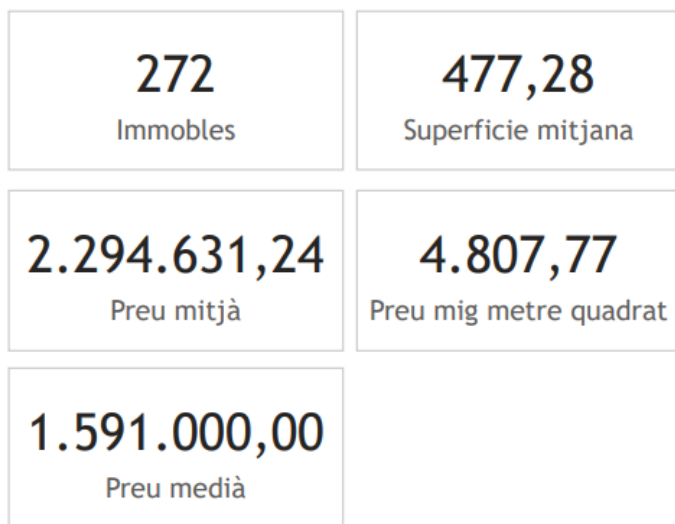 272
Immobles
477,28
Superficie mitjana
2.294.631,24
Preu mitjà
4.807,77
Preu mig metre quadrat
1.591.000,00
Preu medià